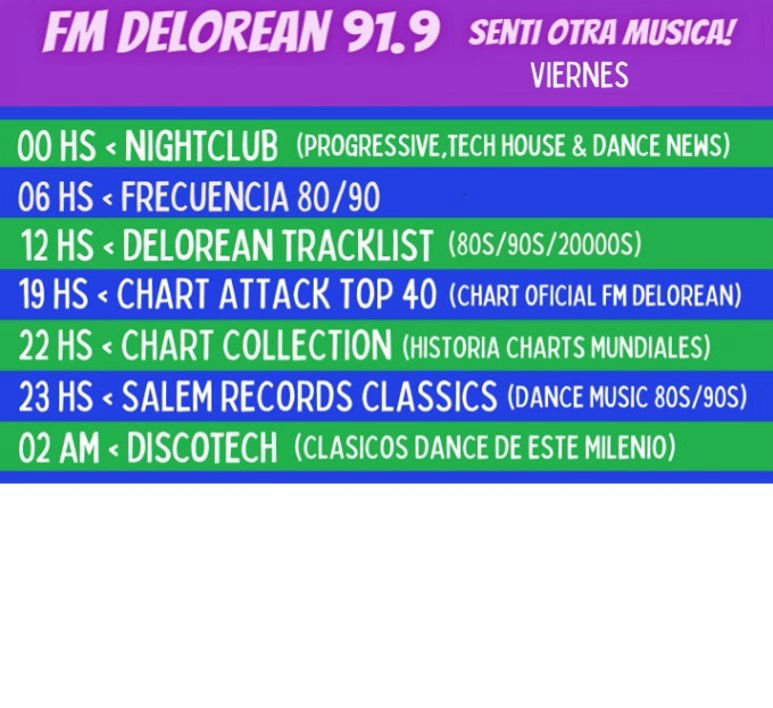 FM DELOREAN 91.9 SENTI OTRA MUSICA!
VIERNES
00 HS < NIGHTCLUB (PROGRESSIVE,TECH HOUSE & DANCE NEWS)
06 HS < FRECUENCIA 80/90
12 HS < DELOREAN TRACKLIST (80S/90S/20000S)
19 HS < CHART ATTACK TOP 40 (CHART OFICIAL FM DELOREAN)
22 HS < CHART COLLECTION (HISTORIA CHARTS MUNDIALES)
23 HS < SALEM RECORDS CLASSICS (DANCE MUSIC 80S/90S)
02 AM < DISCOTECH (CLASICOS DANCE DE ESTE MILENIO)